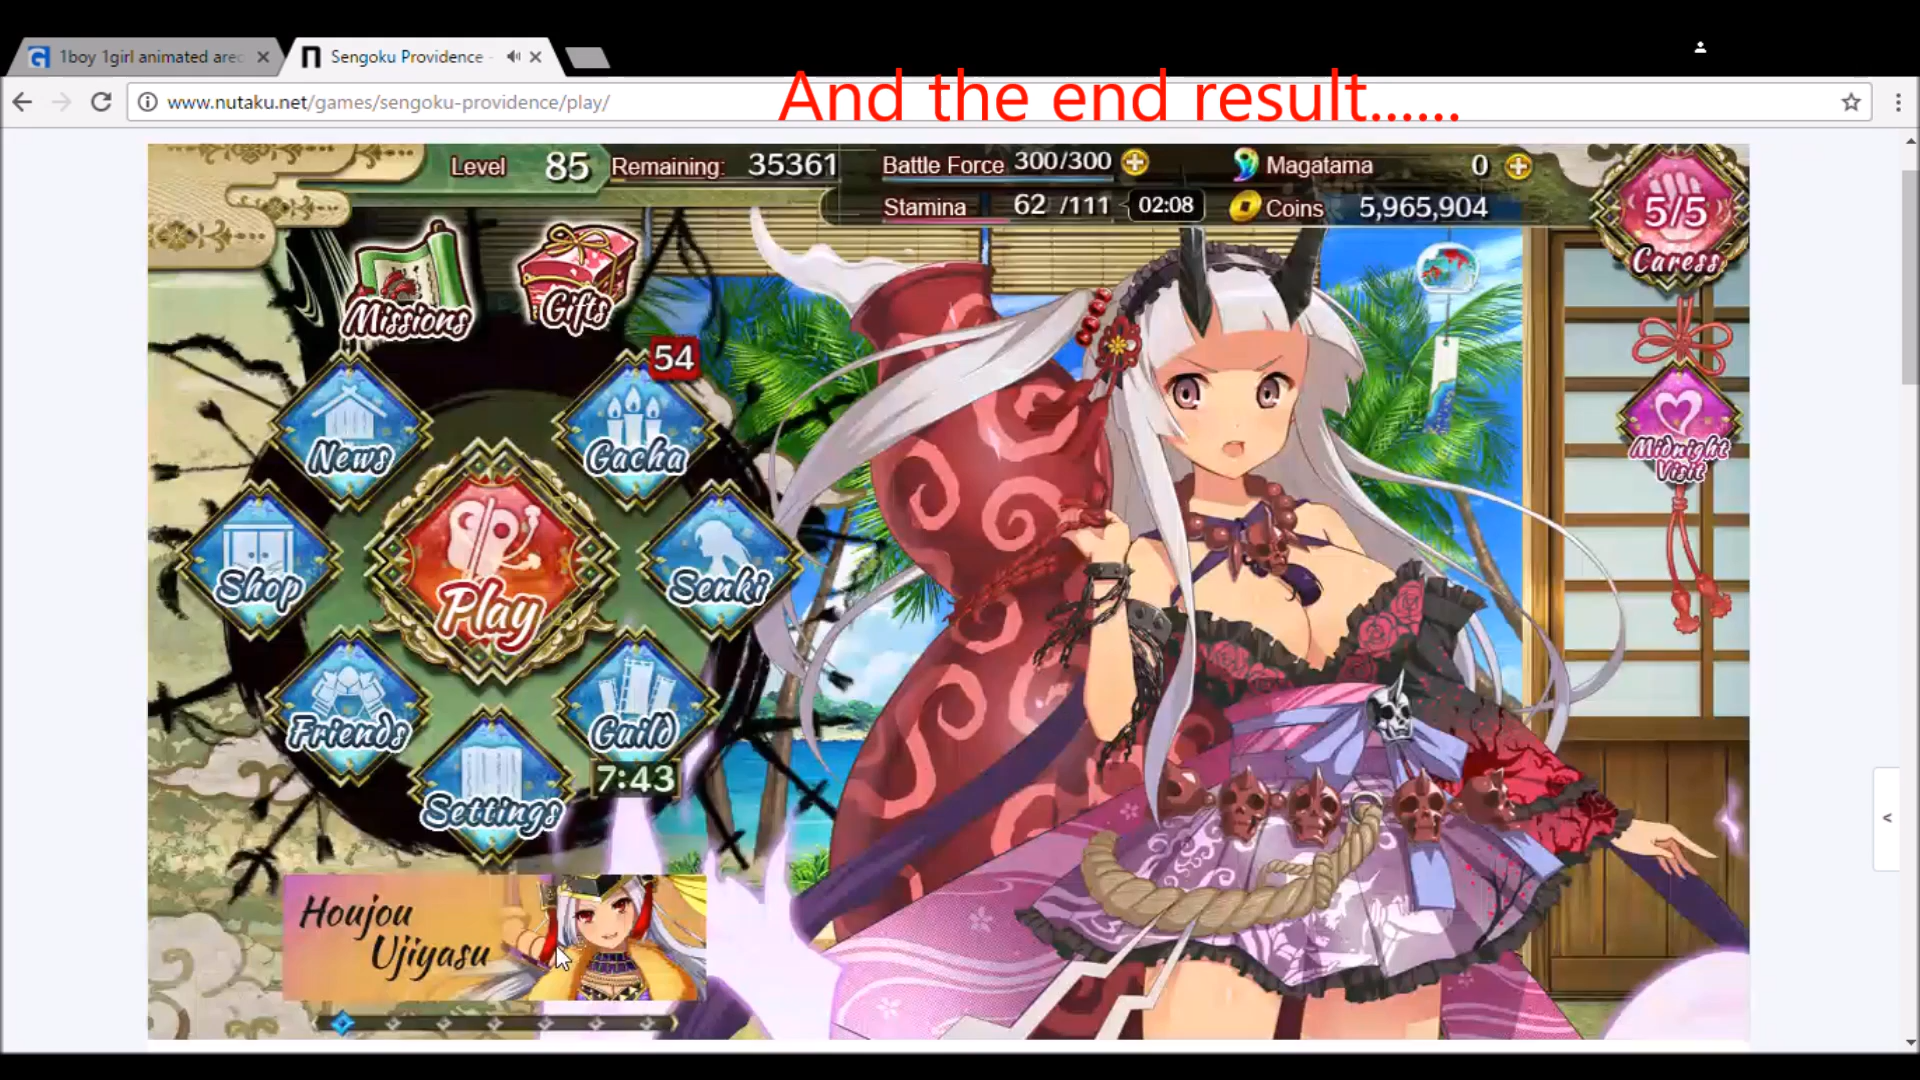 1boy 1girl animated areo
Sengoku Providence -
www.nutaku.net/games/sengoku-providence/play/
And the end result......
Level 85 Remaining: 35361
Battle Force 300/300
Magatama 0
Stamina 62 /111 02:08
Coins 5,965,904
5/5
Caress
Missions
Gifts
54
News
Gacha
Midnight
Visit
Shop
Play
Senki
Friends
Guild
7:43
Settings
Houjou
Ujiyasu